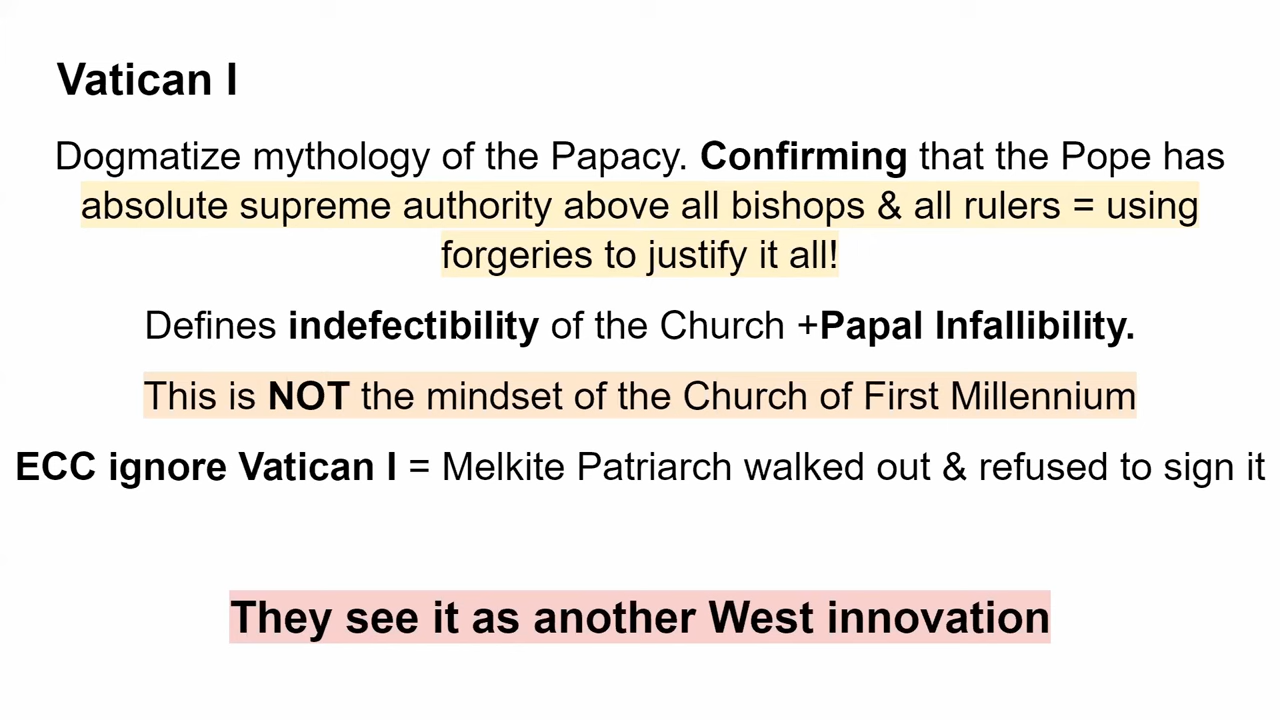 Vatican I
Dogmatize mythology of the Papacy. Confirming that the Pope has
absolute supreme authority above all bishops & all rulers = using
forgeries to justify it all!
Defines indefectibility of the Church +Papal Infallibility.
This is NOT the mindset of the Church of First Millennium
ECC ignore Vatican I = Melkite Patriarch walked out & refused to sign it
They see it as another West innovation